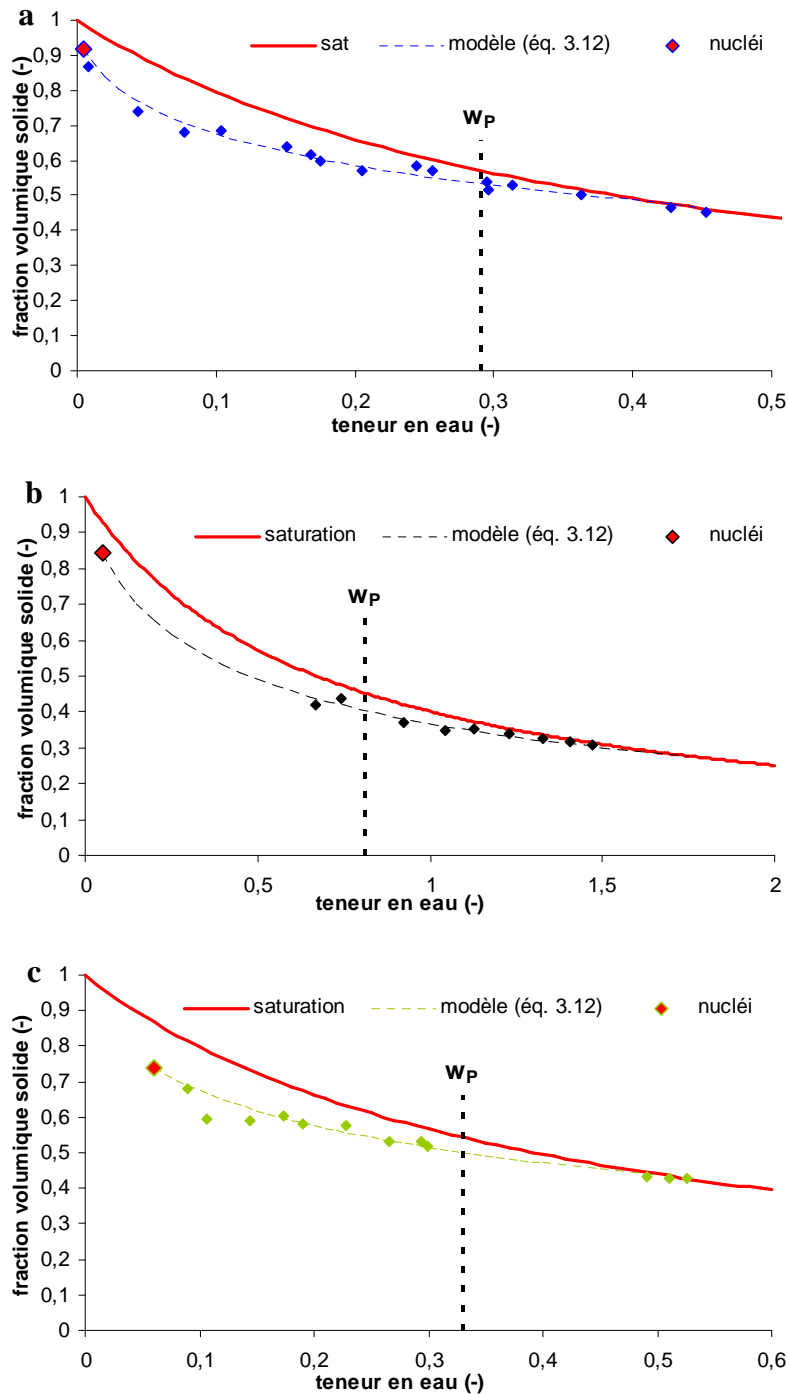 a
sat modèle (éq. 3.12) nucléi
fraction volumique solide (-)
1
0,9
0,8
0,7
0,6
0,5
0,4
0,3
0,2
0,1
0
wP
0 0,1 0,2 0,3 0,4 0,5
teneur en eau (-)
b
saturation modèle (éq. 3.12) nucléi
fraction volumique solide (-)
1
0,9
0,8
0,7
0,6
0,5
0,4
0,3
0,2
0,1
0
wP
0 0,5 1 1,5 2
teneur en eau (-)
c
saturation modèle (éq. 3.12) nucléi
fraction volumique solide (-)
1
0,9
0,8
0,7
0,6
0,5
0,4
0,3
0,2
0,1
0
wP
0 0,1 0,2 0,3 0,4 0,5 0,6
teneur en eau (-)